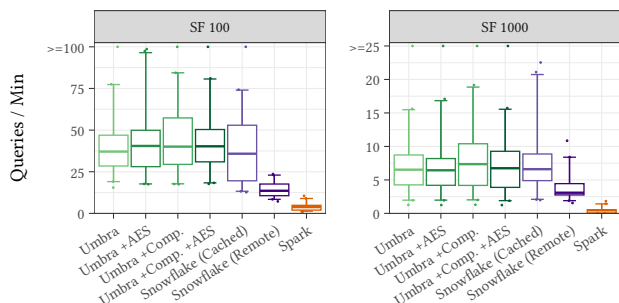 SF 100
SF 1000
Queries / Min
>=100
75
50
25
0
>=25
20
15
10
5
0
Umbra
Umbra +AES
Umbra +Comp.
Umbra +Comp. +AES
Snowflake (Cached)
Snowflake (Remote)
Spark
Umbra
Umbra +AES
Umbra +Comp.
Umbra +Comp. +AES
Snowflake (Cached)
Snowflake (Remote)
Spark